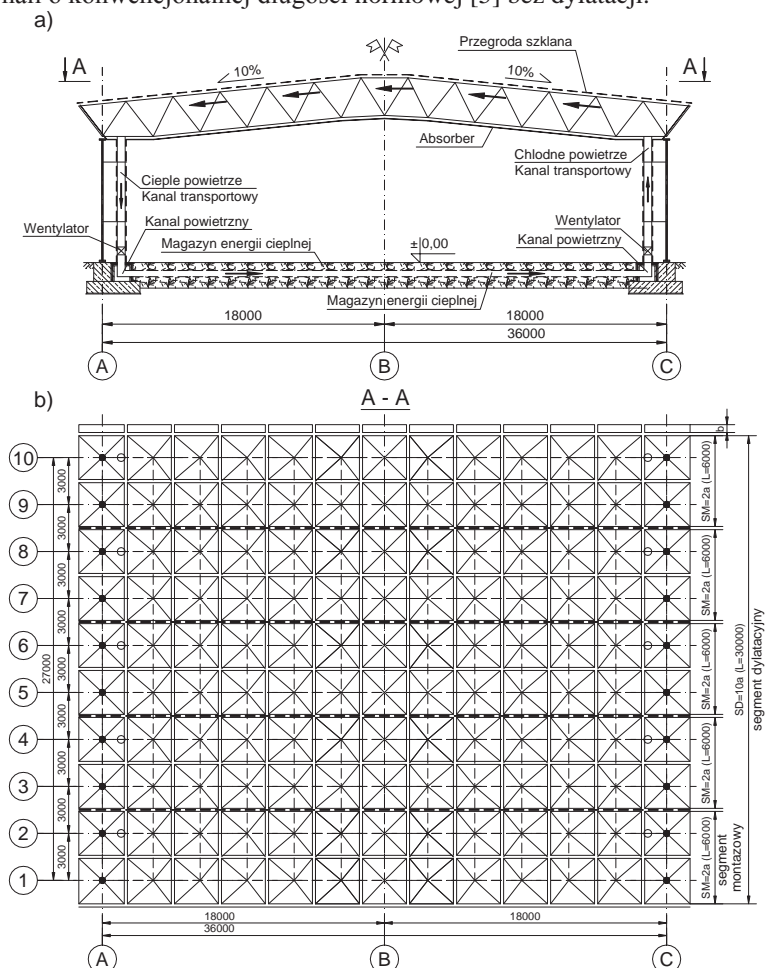 hali o konwencjonalnej długości normowej [5] bez dylatacji.
a)
Przegroda szklana
A
10%
10%
A
Absorber
Cieple powietrze
Kanal transportowy
Chlodne powietrze
Kanal transportowy
Wentylator
Kanal powietrzny
Magazyn energii cieplnej
± 0,00
Wentylator
Kanal powietrzny
Magazyn energii cieplnej
18000
18000
36000
A
B
C
b)
A - A
b
10
9
8
7
6
5
4
3
2
1
3000
3000
3000
3000
3000
3000
3000
3000
3000
27000
SM=2a (L=6000)
SM=2a (L=6000)
SM=2a (L=6000)
SM=2a (L=6000)
SM=2a (L=6000)
segment
montazowy
SD=10a (L=30000)
segment dylatacyjny
18000
18000
36000
A
B
C